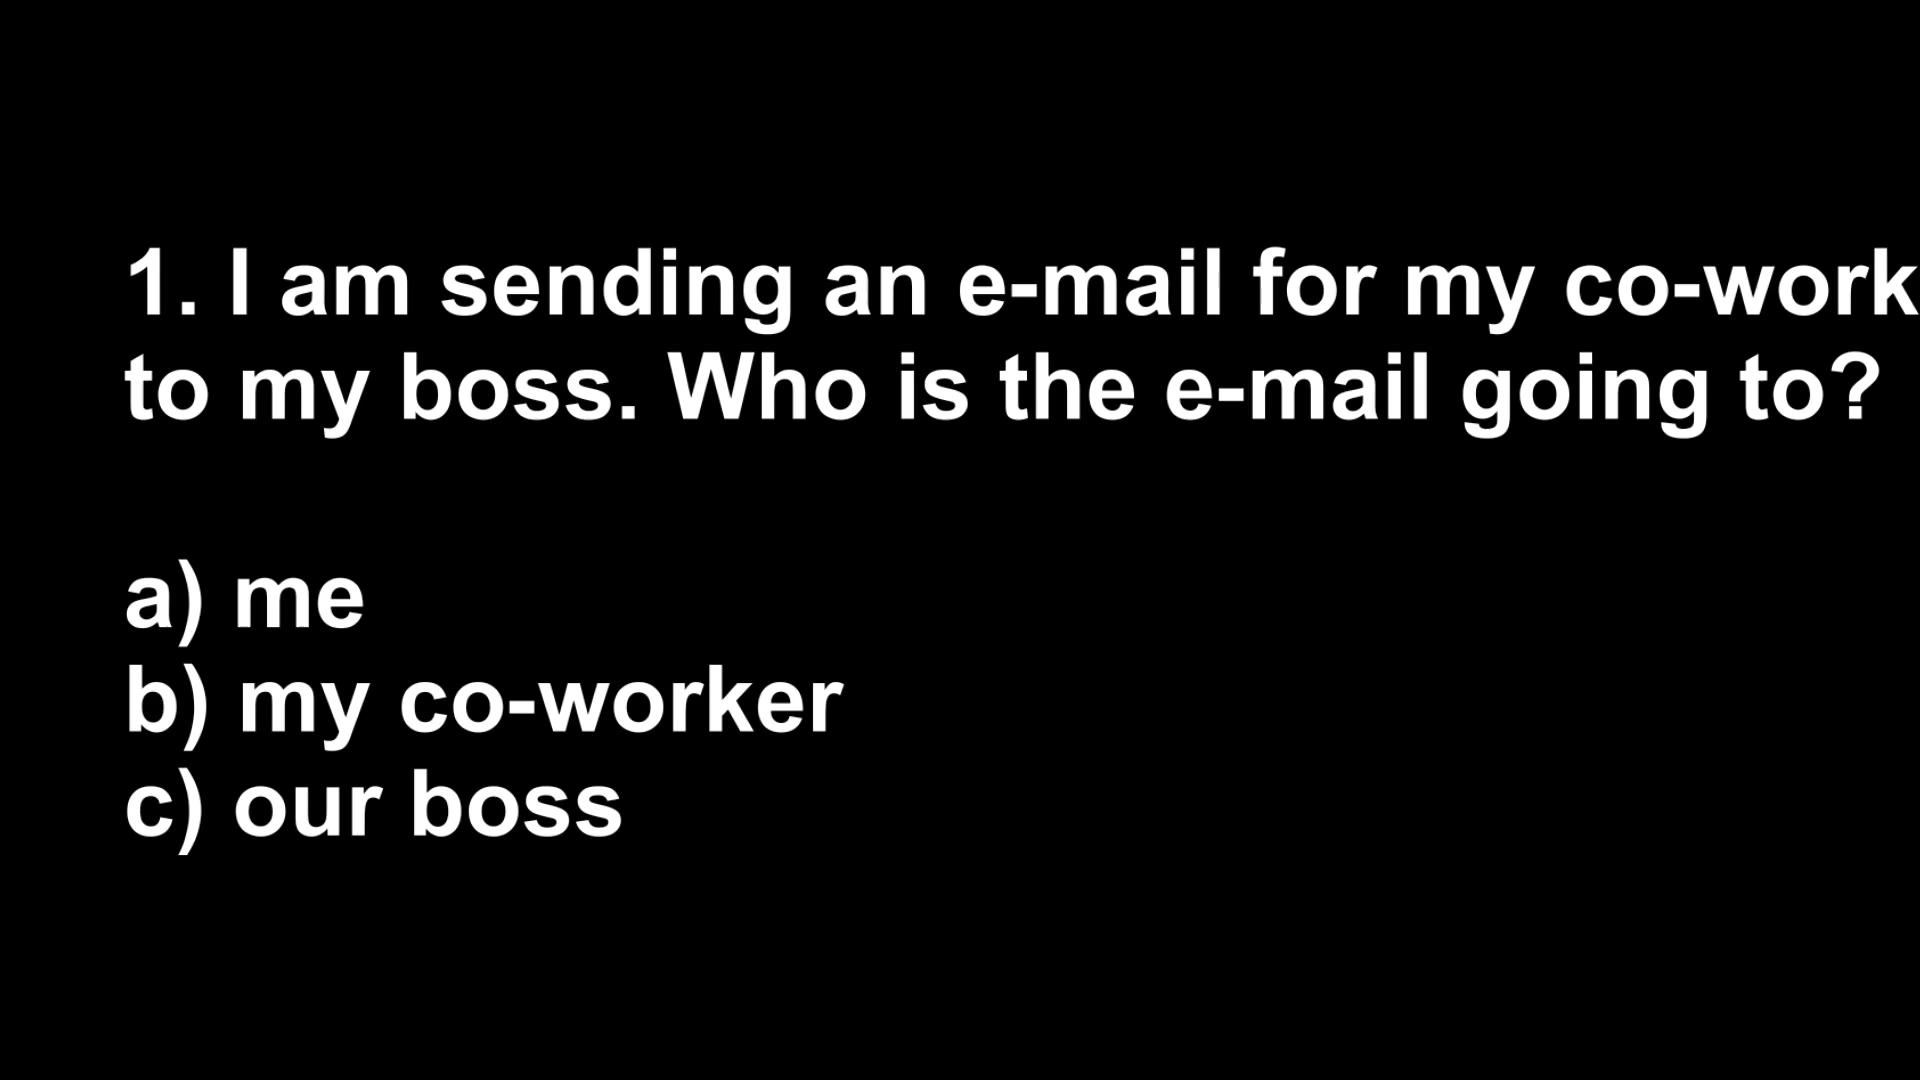 1. I am sending an e-mail for my co-work
to my boss. Who is the e-mail going to?
a) me
b) my co-worker
c) our boss